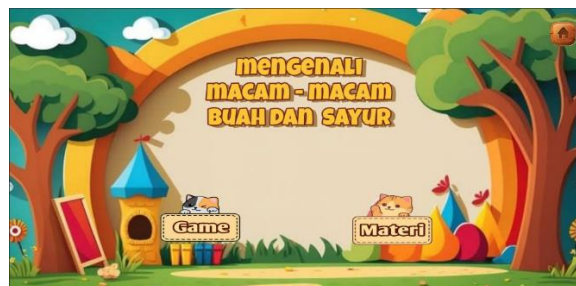 mengenali
macam - macam
buah dan sayur
Game
Materi